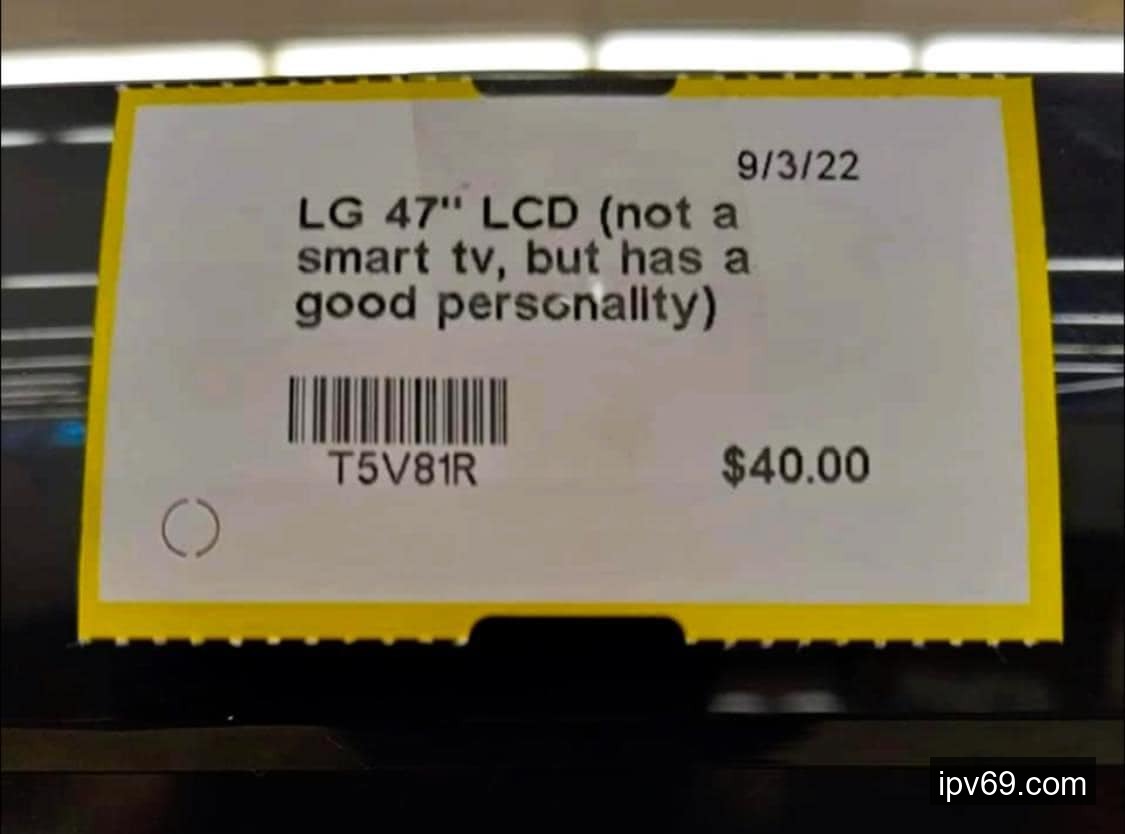 9/3/22
LG 47" LCD (not a
smart tv, but has a
good personality)
T5V81R
$40.00
ipv69.com